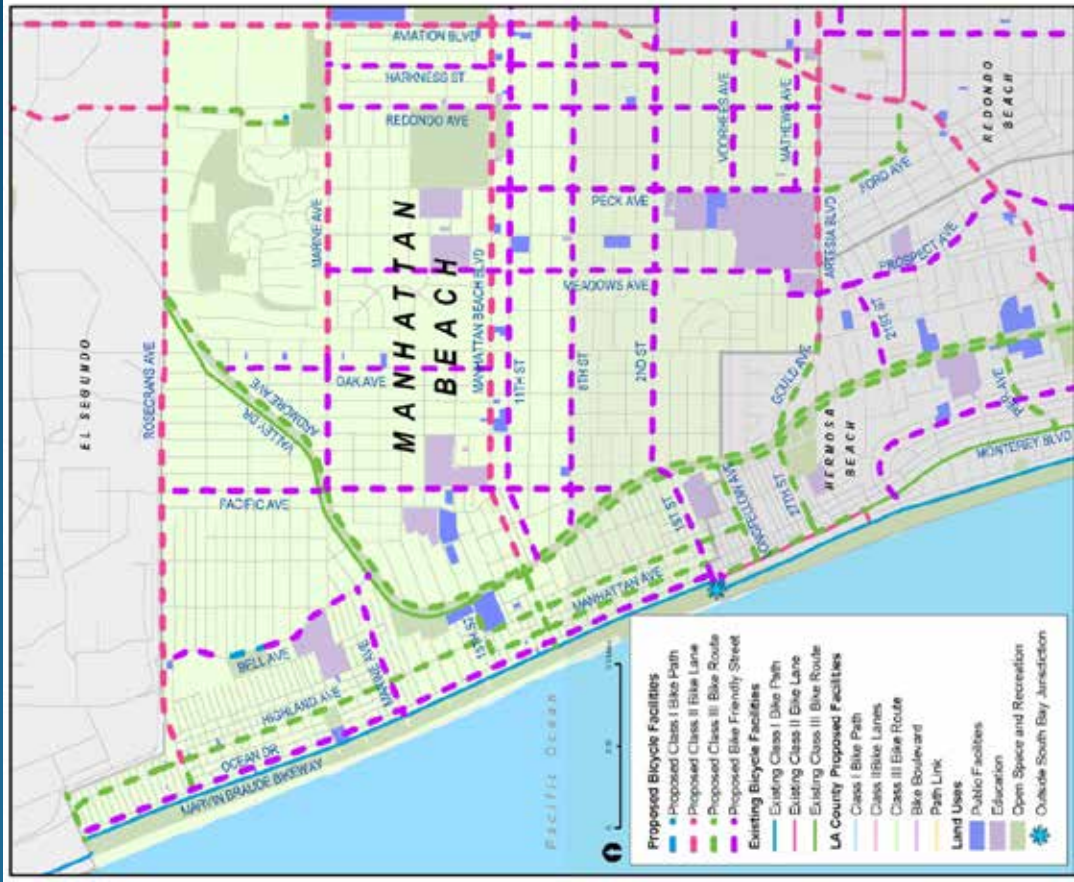 EL SEGUNDO
ROSECRANS AVE
AVIATION BLVD
HARKNESS ST
REDONDO AVE
MARINE AVE
MANHATTAN
BEACH
MANHATTAN BEACH BLVD
11TH ST
PECK AVE
VOORHEES AVE
MATHEWS AVE
REDONDO
BEACH
FORD AVE
ARTESIA BLVD
PROSPECT AVE
MEADOWS AVE
8TH ST
2ND ST
21ST ST
GOULD AVE
OAK AVE
ARDMORE AVE
VALLEY DR
PACIFIC AVE
HERMOSA
BEACH
PIER AVE
MONTEREY BLVD
27TH ST
LONGFELLOW AVE
1ST ST
MANHATTAN AVE
15TH ST
MARINE AVE
BELL AVE
HIGHLAND AVE
OCEAN DR
MARVIN BRAUDE BIKEWAY
Pacific Ocean
Proposed Bicycle Facilities
Proposed Class I Bike Path
Proposed Class II Bike Lane
Proposed Class III Bike Route
Proposed Bike Friendly Street
Existing Bicycle Facilities
Existing Class I Bike Path
Existing Class II Bike Lane
Existing Class III Bike Route
LA County Proposed Facilities
Class I Bike Path
Class II Bike Lanes
Class III Bike Route
Bike Boulevard
Path Link
Land Uses
Public Facilities
Education
Open Space and Recreation
Outside South Bay Jurisdiction